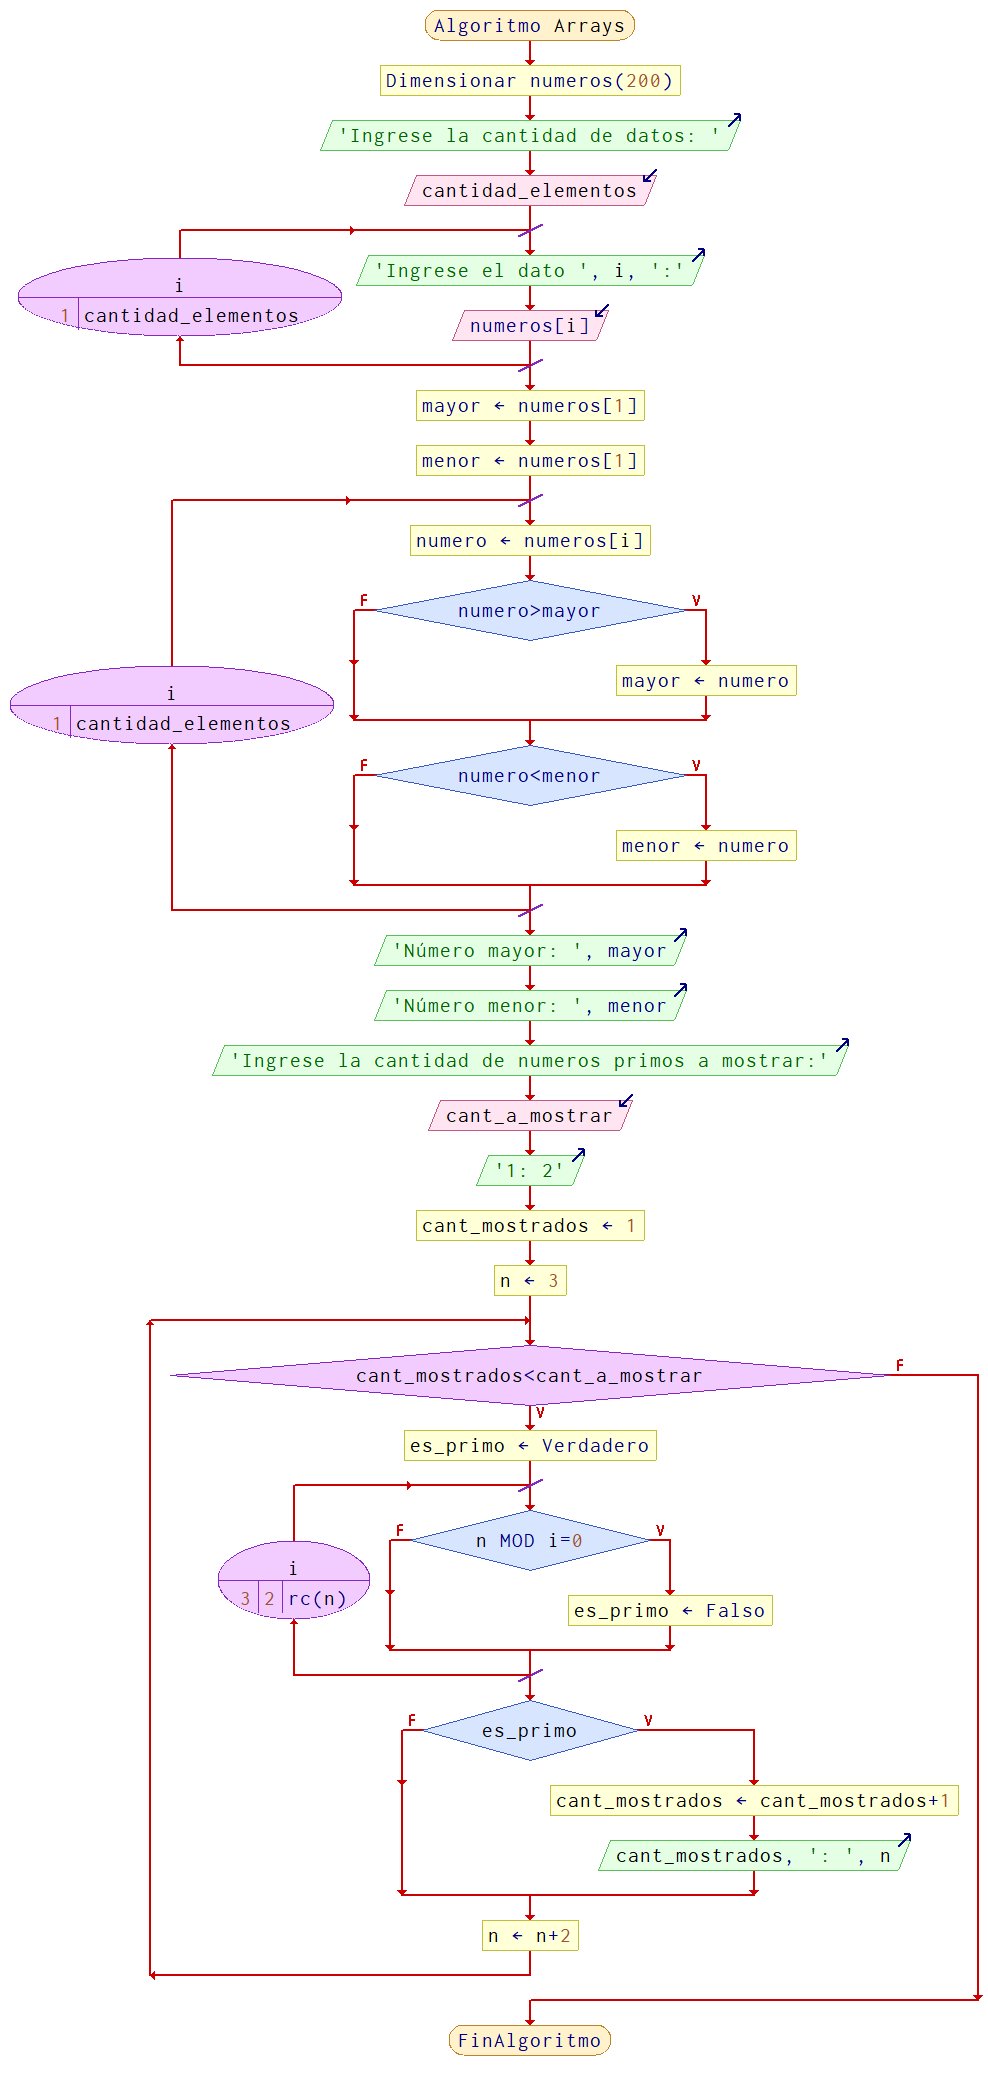 Algoritmo Arrays
Dimensionar numeros(200)
'Ingrese la cantidad de datos: '
cantidad_elementos
i
1 cantidad_elementos
'Ingrese el dato ', i, ':'
numeros[i]
mayor ← numeros[1]
menor ← numeros[1]
i
1 cantidad_elementos
numero ← numeros[i]
F V
numero>mayor
mayor ← numero
F V
numero<menor
menor ← numero
'Número mayor: ', mayor
'Número menor: ', menor
'Ingrese la cantidad de numeros primos a mostrar:'
cant_a_mostrar
'1: 2'
cant_mostrados ← 1
n ← 3
F
cant_mostrados<cant_a_mostrar
V
es_primo ← Verdadero
i
3 2 rc(n)
F V
n MOD i=0
es_primo ← Falso
F V
es_primo
cant_mostrados ← cant_mostrados+1
cant_mostrados, ': ', n
n ← n+2
FinAlgoritmo